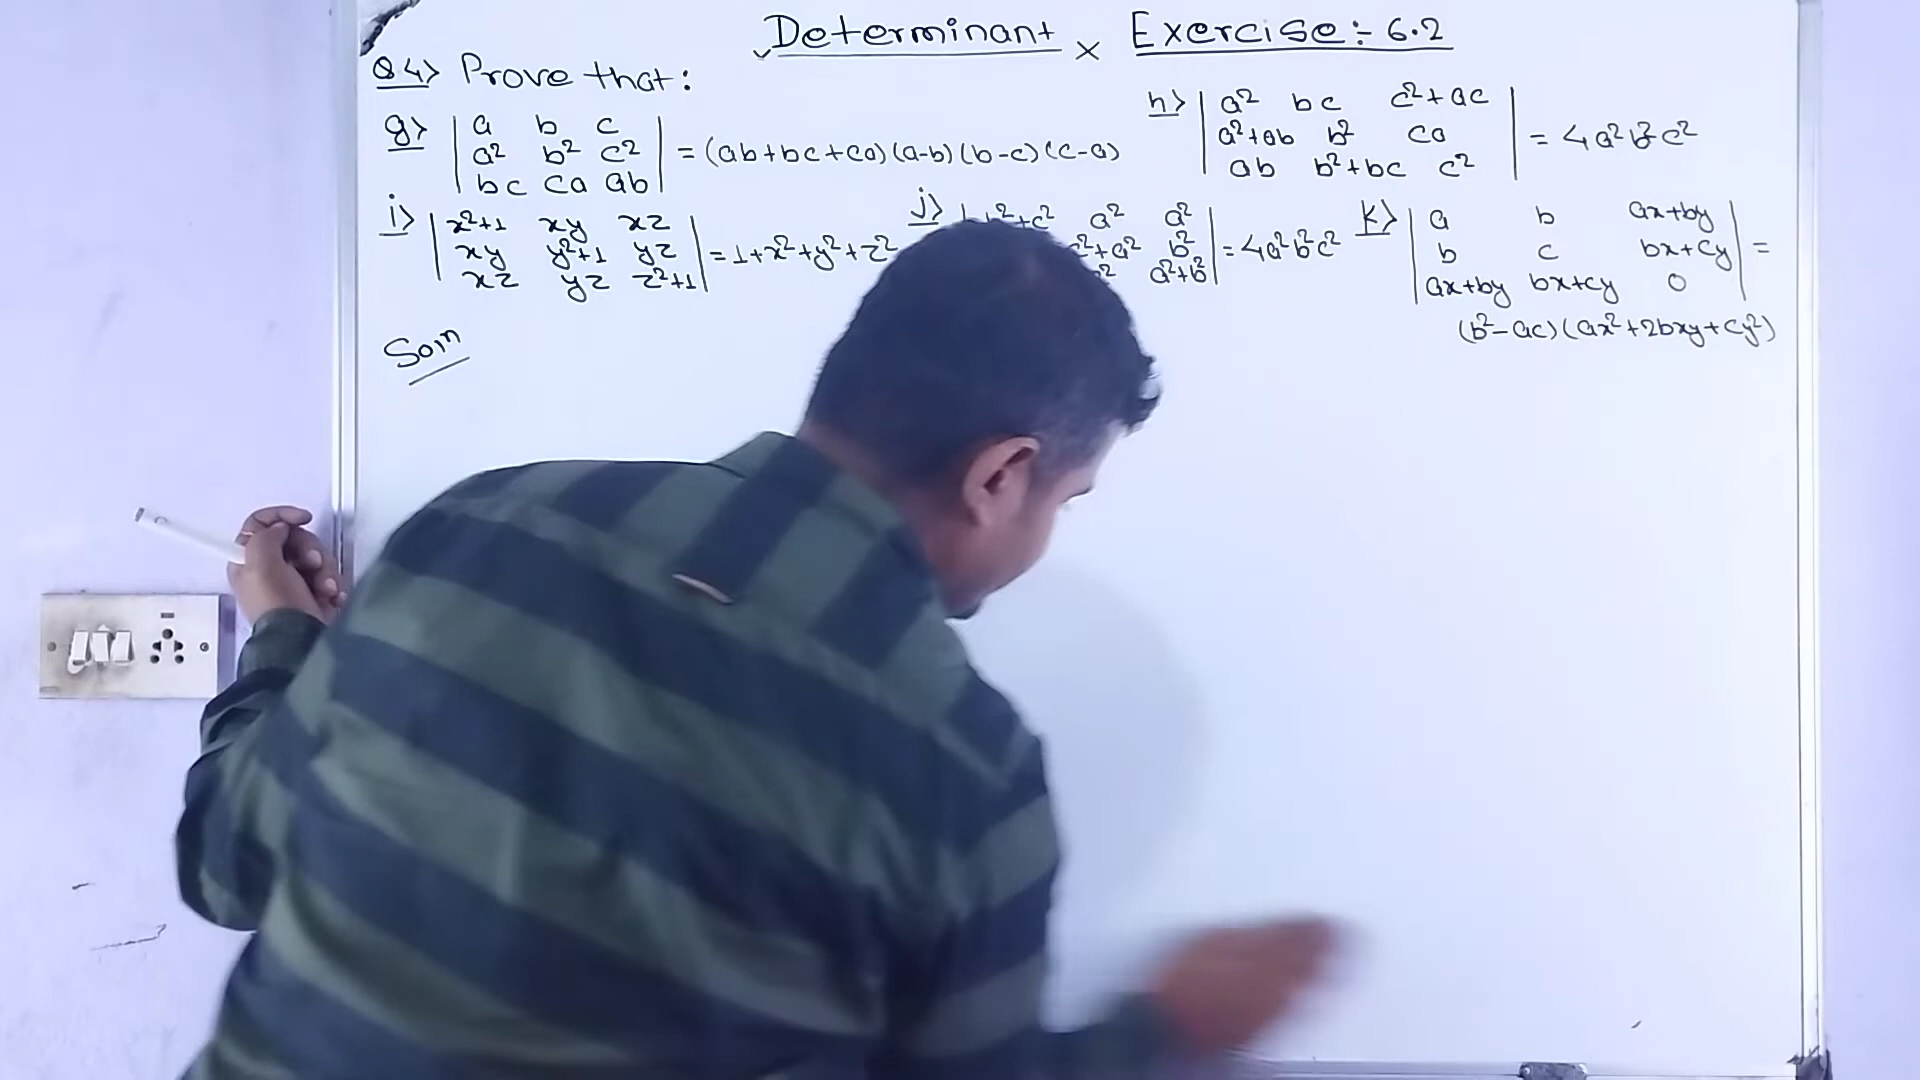 Determinant × Exercise :- 6.2
Q 4> Prove that :
g> | a b c |
| a² b² c² | = (ab+bc+ca)(a-b)(b-c)(c-a)
| bc ca ab |
h> | a² bc c²+ac |
| a²+ab b² ca | = 4a²b²c²
| ab b²+bc c² |
i> | x²+1 xy xz |
| xy y²+1 yz | = 1+x²+y²+z²
| xz yz z²+1 |
j> | +c² a² a² |
c²+a² b² | = 4a²b²c²
a²+b² |
k> | a b ax+by |
| b c bx+cy | =
| ax+by bx+cy 0 |
(b²-ac)(ax²+2bxy+cy²)
Soln